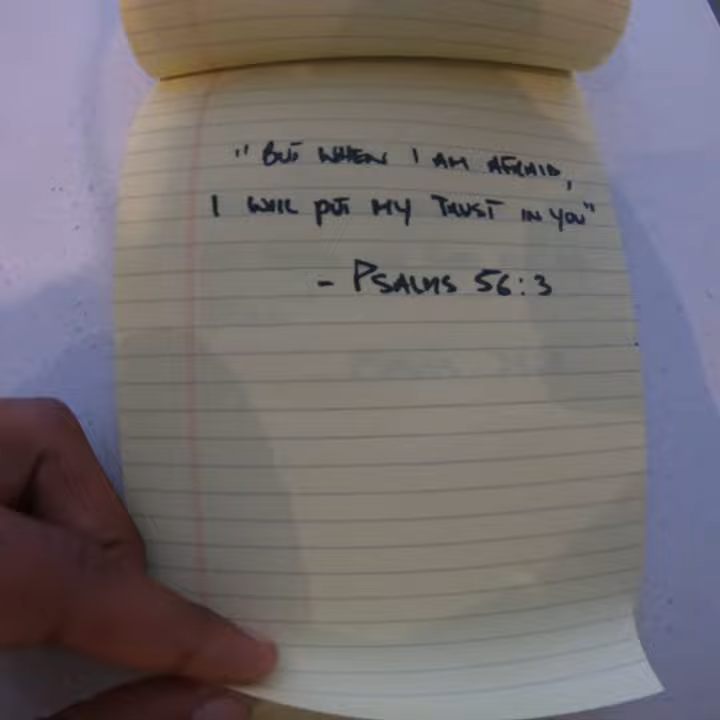 "BUT WHEN I AM AFRAID,
I WILL PUT MY TRUST IN YOU"
- PSALMS 56:3